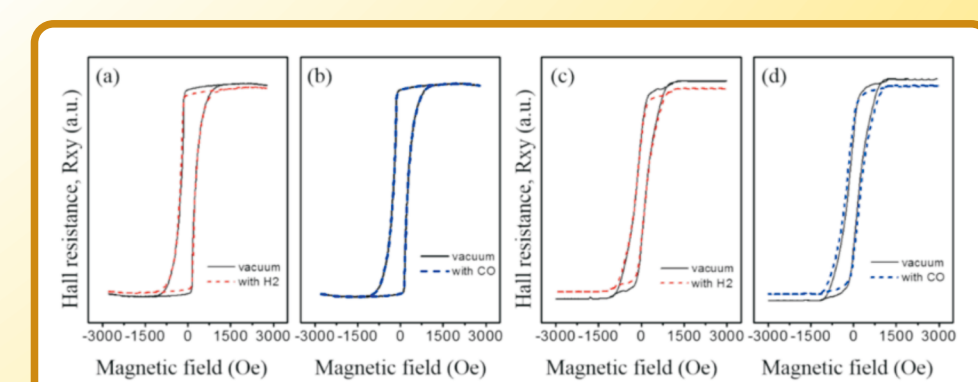 (a)
(b)
(c)
(d)
Hall resistance, Rxy (a.u.)
Hall resistance, Rxy (a.u.)
vacuum
with H2
vacuum
with CO
vacuum
with H2
vacuum
with CO
-3000 -1500 0 1500 3000
-3000 -1500 0 1500 3000
-3000 -1500 0 1500 3000
-3000 -1500 0 1500 3000
Magnetic field (Oe)
Magnetic field (Oe)
Magnetic field (Oe)
Magnetic field (Oe)